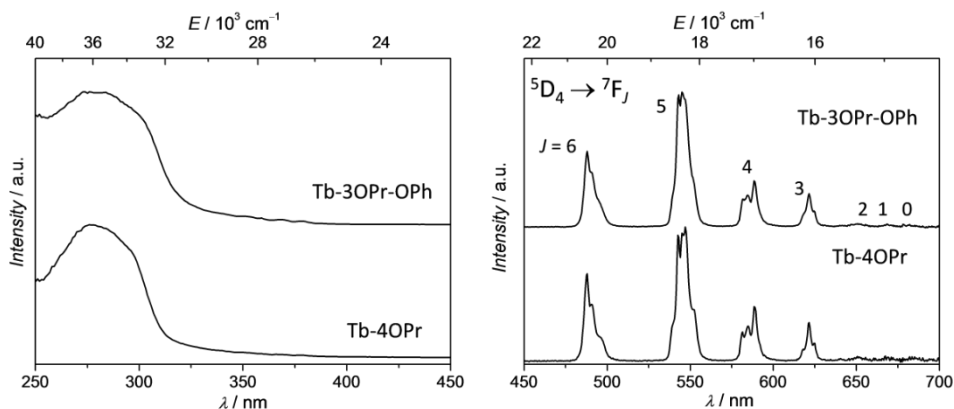 E / 10³ cm⁻¹
40 36 32 28 24
Intensity / a.u.
Tb-3OPr-OPh
Tb-4OPr
250 300 350 400 450
λ / nm
E / 10³ cm⁻¹
22 20 18 16
⁵D₄ → ⁷F_J
5
Tb-3OPr-OPh
J = 6
4
3
2 1 0
Intensity / a.u.
Tb-4OPr
450 500 550 600 650 700
λ / nm